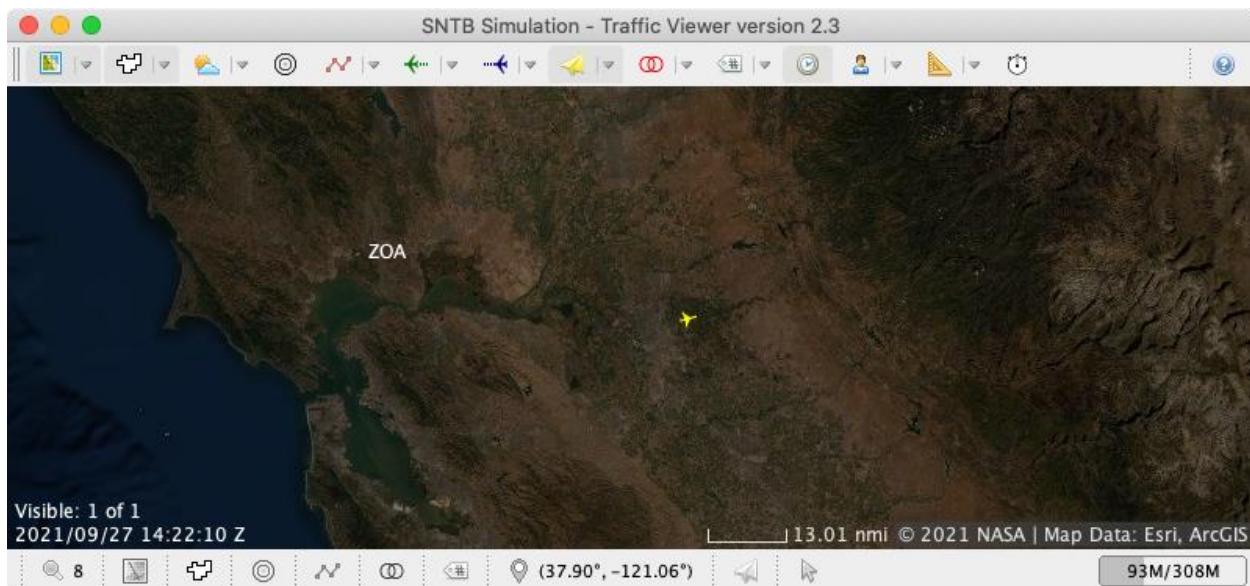 SNTB Simulation - Traffic Viewer version 2.3
ZOA
Visible: 1 of 1
2021/09/27 14:22:10 Z
13.01 nmi © 2021 NASA | Map Data: Esri, ArcGIS
8
(37.90°, -121.06°)
93M/308M